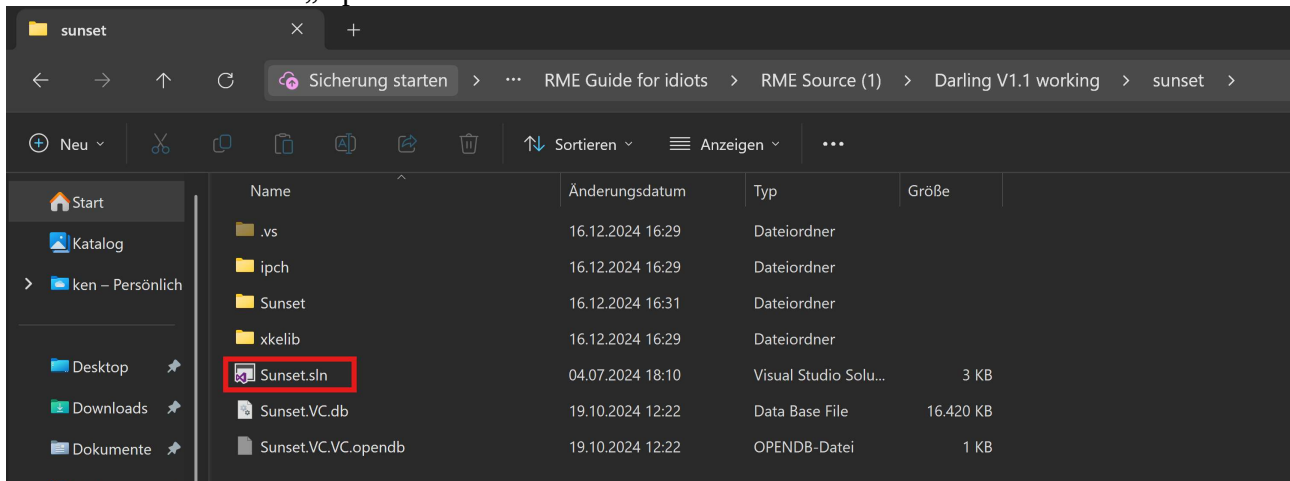 sunset
Sicherung starten > ... RME Guide for idiots > RME Source (1) > Darling V1.1 working > sunset >
Neu Sortieren Anzeigen ...
Name Änderungsdatum Typ Größe
Start
Katalog
ken – Persönlich
Desktop
Downloads
Dokumente
.vs 16.12.2024 16:29 Dateiordner
ipch 16.12.2024 16:29 Dateiordner
Sunset 16.12.2024 16:31 Dateiordner
xkelib 16.12.2024 16:29 Dateiordner
Sunset.sln 04.07.2024 18:10 Visual Studio Solu... 3 KB
Sunset.VC.db 19.10.2024 12:22 Data Base File 16.420 KB
Sunset.VC.VC.opendb 19.10.2024 12:22 OPENDB-Datei 1 KB